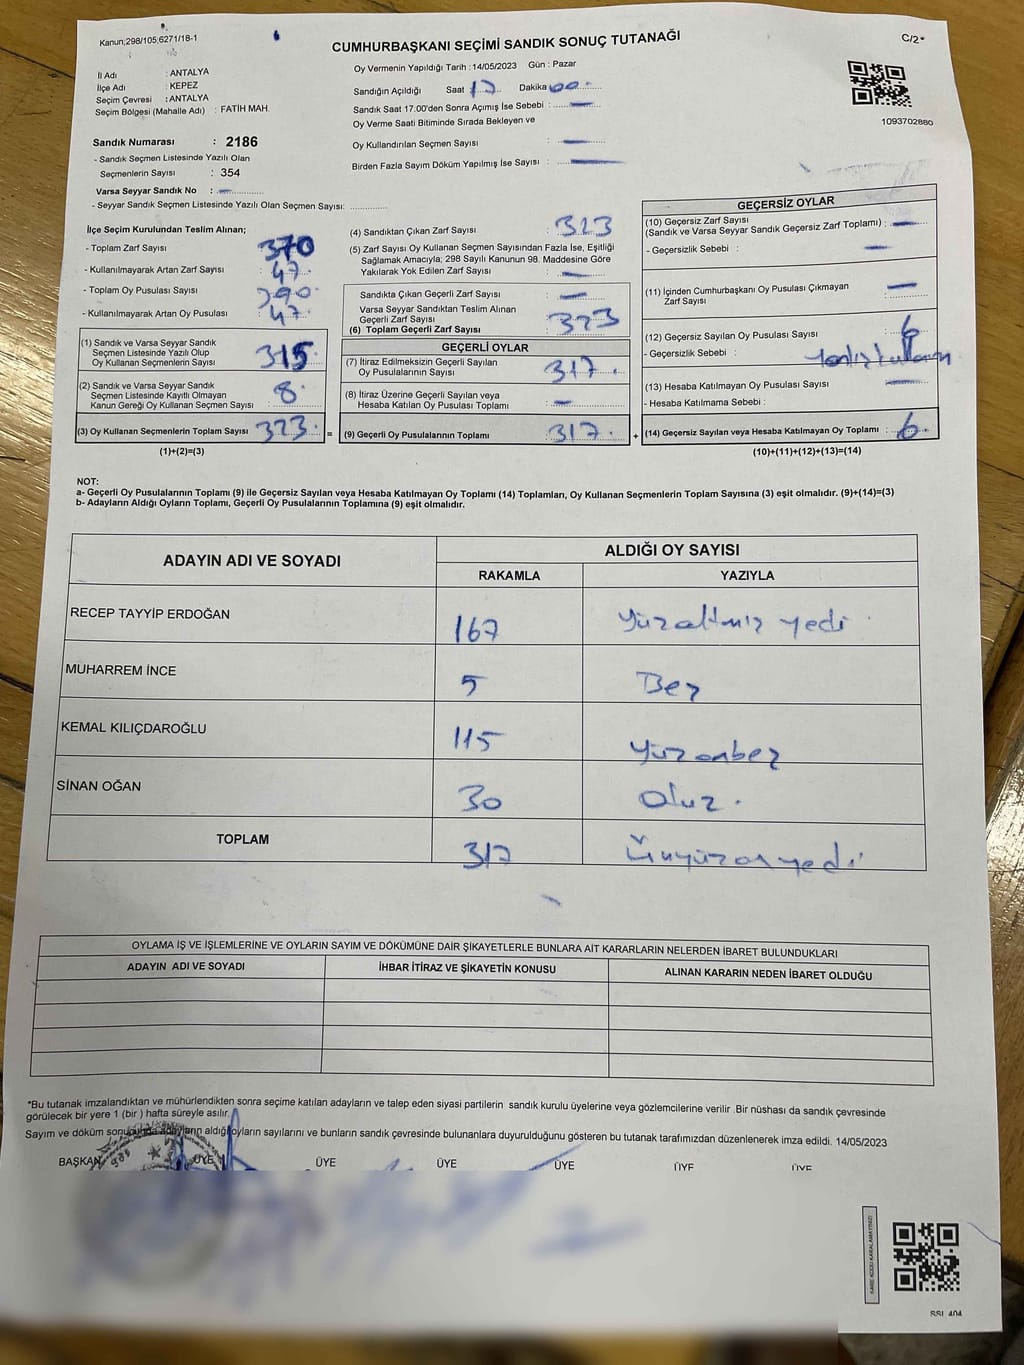 Kanun;298/105;6271/18-1
CUMHURBAŞKANI SEÇİMİ SANDIK SONUÇ TUTANAĞI
C/2*
İl Adı : ANTALYA
İlçe Adı : KEPEZ
Seçim Çevresi : ANTALYA
Seçim Bölgesi (Mahalle Adı) : FATİH MAH.
Sandık Numarası : 2186
- Sandık Seçmen Listesinde Yazılı Olan
Seçmenlerin Sayısı : 354
Varsa Seyyar Sandık No : –
- Seyyar Sandık Seçmen Listesinde Yazılı Olan Seçmen Sayısı: ............
Oy Vermenin Yapıldığı Tarih : 14/05/2023 Gün : Pazar
Sandığın Açıldığı Saat 17 Dakika 00
Sandık Saat 17.00'den Sonra Açımış İse Sebebi : —
Oy Verme Saati Bitiminde Sırada Bekleyen ve
Oy Kullandırılan Seçmen Sayısı : —
Birden Fazla Sayım Döküm Yapılmış İse Sayısı : —
1093702880
İlçe Seçim Kurulundan Teslim Alınan;
- Toplam Zarf Sayısı 370
- Kullanılmayarak Artan Zarf Sayısı : 47
- Toplam Oy Pusulası Sayısı
- Kullanılmayarak Artan Oy Pusulası : 47
(1) Sandık ve Varsa Seyyar Sandık
Seçmen Listesinde Yazılı Olup
Oy Kullanan Seçmenlerin Sayısı 315
(2) Sandık ve Varsa Seyyar Sandık
Seçmen Listesinde Kayıtlı Olmayan
Kanun Gereği Oy Kullanan Seçmen Sayısı 8
(3) Oy Kullanan Seçmenlerin Toplam Sayısı 323
(1)+(2)=(3)
(4) Sandıktan Çıkan Zarf Sayısı : 323
(5) Zarf Sayısı Oy Kullanan Seçmen Sayısından Fazla İse, Eşitliği
Sağlamak Amacıyla; 298 Sayılı Kanunun 98. Maddesine Göre
Yakılarak Yok Edilen Zarf Sayısı : —
Sandıkta Çıkan Geçerli Zarf Sayısı : —
Varsa Seyyar Sandıktan Teslim Alınan
Geçerli Zarf Sayısı
(6) Toplam Geçerli Zarf Sayısı 323
GEÇERLİ OYLAR
(7) İtiraz Edilmeksizin Geçerli Sayılan
Oy Pusulalarının Sayısı 317
(8) İtiraz Üzerine Geçerli Sayılan veya
Hesaba Katılan Oy Pusulası Toplamı : —
= (9) Geçerli Oy Pusulalarının Toplamı : 317
GEÇERSİZ OYLAR
(10) Geçersiz Zarf Sayısı
(Sandık ve Varsa Seyyar Sandık Geçersiz Zarf Toplamı) : —
- Geçersizlik Sebebi : —
(11) İçinden Cumhurbaşkanı Oy Pusulası Çıkmayan
Zarf Sayısı : —
(12) Geçersiz Sayılan Oy Pusulası Sayısı : 6
- Geçersizlik Sebebi :
(13) Hesaba Katılmayan Oy Pusulası Sayısı : —
- Hesaba Katılmama Sebebi :
+ (14) Geçersiz Sayılan veya Hesaba Katılmayan Oy Toplamı : 6
(10)+(11)+(12)+(13)=(14)
NOT:
a- Geçerli Oy Pusulalarının Toplamı (9) ile Geçersiz Sayılan veya Hesaba Katılmayan Oy Toplamı (14) Toplamları, Oy Kullanan Seçmenlerin Toplam Sayısına (3) eşit olmalıdır. (9)+(14)=(3)
b- Adayların Aldığı Oyların Toplamı, Geçerli Oy Pusulalarının Toplamına (9) eşit olmalıdır.
ADAYIN ADI VE SOYADI ALDIĞI OY SAYISI
RAKAMLA YAZIYLA
RECEP TAYYİP ERDOĞAN 167 yüzaltmış yedi
MUHARREM İNCE 5 Beş
KEMAL KILIÇDAROĞLU 115 yüzonbeş
SİNAN OĞAN 30 Otuz.
TOPLAM 317 Üçyüzonyedi
OYLAMA İŞ VE İŞLEMLERİNE VE OYLARIN SAYIM VE DÖKÜMÜNE DAİR ŞİKAYETLERLE BUNLARA AİT KARARLARIN NELERDEN İBARET BULUNDUKLARI
ADAYIN ADI VE SOYADI İHBAR İTİRAZ VE ŞİKAYETİN KONUSU ALINAN KARARIN NEDEN İBARET OLDUĞU
*Bu tutanak imzalandıktan ve mühürlendikten sonra seçime katılan adayların ve talep eden siyasi partilerin sandık kurulu üyelerine veya gözlemcilerine verilir .Bir nüshası da sandık çevresinde
görülecek bir yere 1 (bir ) hafta süreyle asılır.
Sayım ve döküm sonucunda adayların aldığı oyların sayılarını ve bunların sandık çevresinde bulunanlara duyurulduğunu gösteren bu tutanak tarafımızdan düzenlenerek imza edildi. 14/05/2023
BAŞKAN ÜYE ÜYE ÜYE ÜYE ÜYE ÜYE
KARE KODU KARALAMAYINIZ!
SSI 404